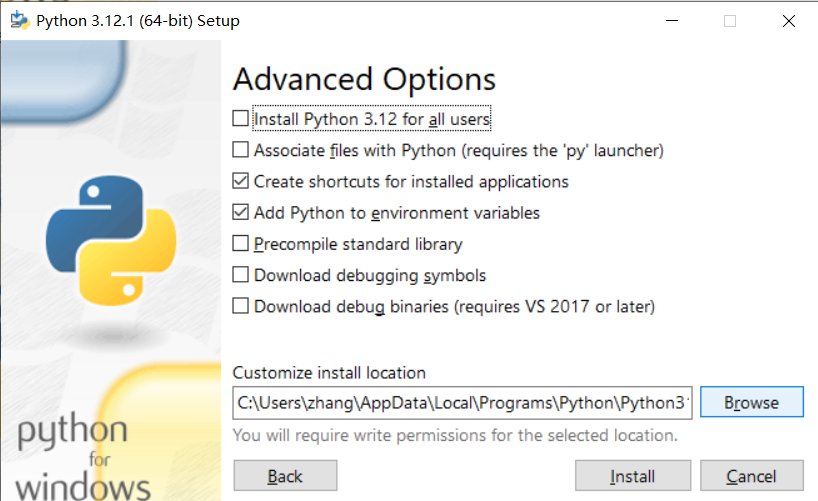 Python 3.12.1 (64-bit) Setup
Advanced Options
Install Python 3.12 for all users
Associate files with Python (requires the 'py' launcher)
Create shortcuts for installed applications
Add Python to environment variables
Precompile standard library
Download debugging symbols
Download debug binaries (requires VS 2017 or later)
Customize install location
C:\Users\zhang\AppData\Local\Programs\Python\Python3
Browse
You will require write permissions for the selected location.
python
for
windows
Back
Install
Cancel